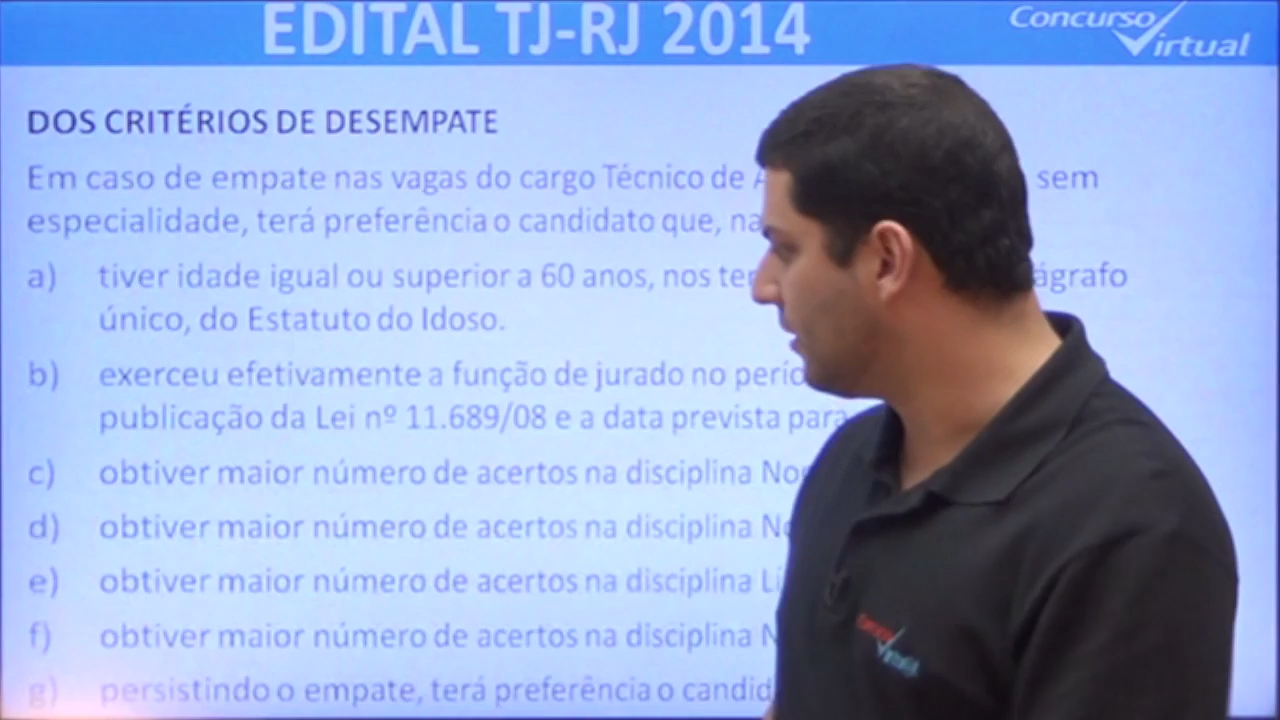 EDITAL TJ-RJ 2014
Concurso Virtual
DOS CRITÉRIOS DE DESEMPATE
Em caso de empate nas vagas do cargo Técnico de sem
especialidade, terá preferência o candidato que,
a) tiver idade igual ou superior a 60 anos, nos
único, do Estatuto do Idoso.
b) exerceu efetivamente a função de jurado no
publicação da Lei nº 11.689/08 e a data prevista para
c) obtiver maior número de acertos na disciplina
d) obtiver maior número de acertos na disciplina
e) obtiver maior número de acertos na disciplina
f) obtiver maior número de acertos na disciplina
g) persistindo o empate, terá preferência o
Concurso Virtual